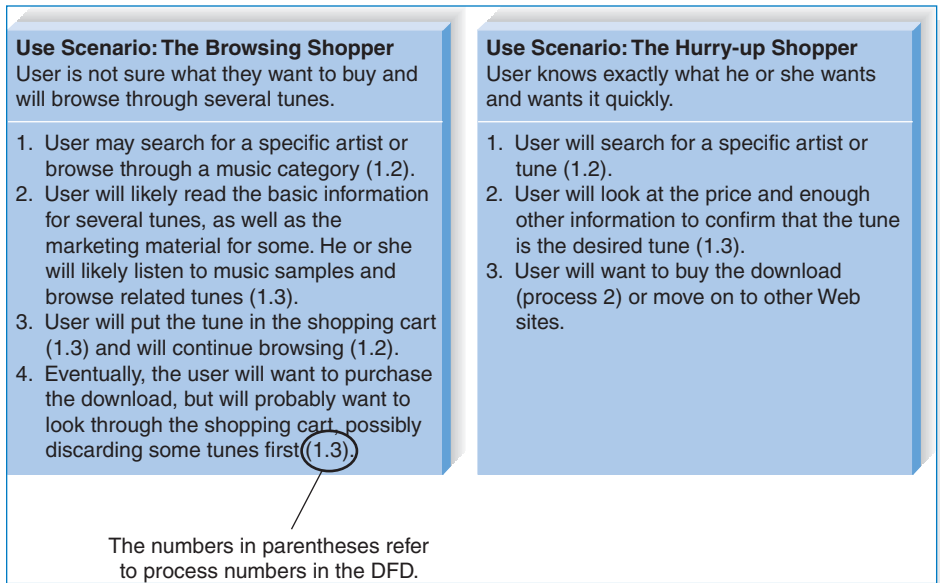 Use Scenario: The Browsing Shopper
User is not sure what they want to buy and
will browse through several tunes.
1. User may search for a specific artist or
browse through a music category (1.2).
2. User will likely read the basic information
for several tunes, as well as the
marketing material for some. He or she
will likely listen to music samples and
browse related tunes (1.3).
3. User will put the tune in the shopping cart
(1.3) and will continue browsing (1.2).
4. Eventually, the user will want to purchase
the download, but will probably want to
look through the shopping cart, possibly
discarding some tunes first (1.3).
Use Scenario: The Hurry-up Shopper
User knows exactly what he or she wants
and wants it quickly.
1. User will search for a specific artist or
tune (1.2).
2. User will look at the price and enough
other information to confirm that the tune
is the desired tune (1.3).
3. User will want to buy the download
(process 2) or move on to other Web
sites.
The numbers in parentheses refer
to process numbers in the DFD.